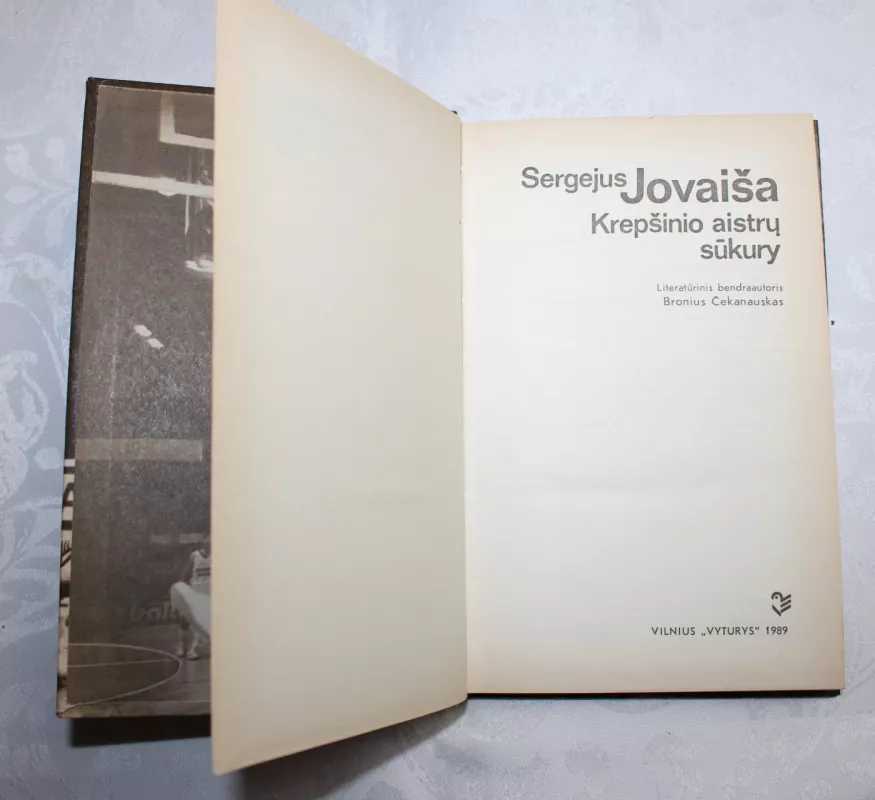 Sergejus Jovaiša
Krepšinio aistrų
sūkury
Literatūrinis bendraautoris
Bronius Čekanauskas
VILNIUS „VYTURYS“ 1989